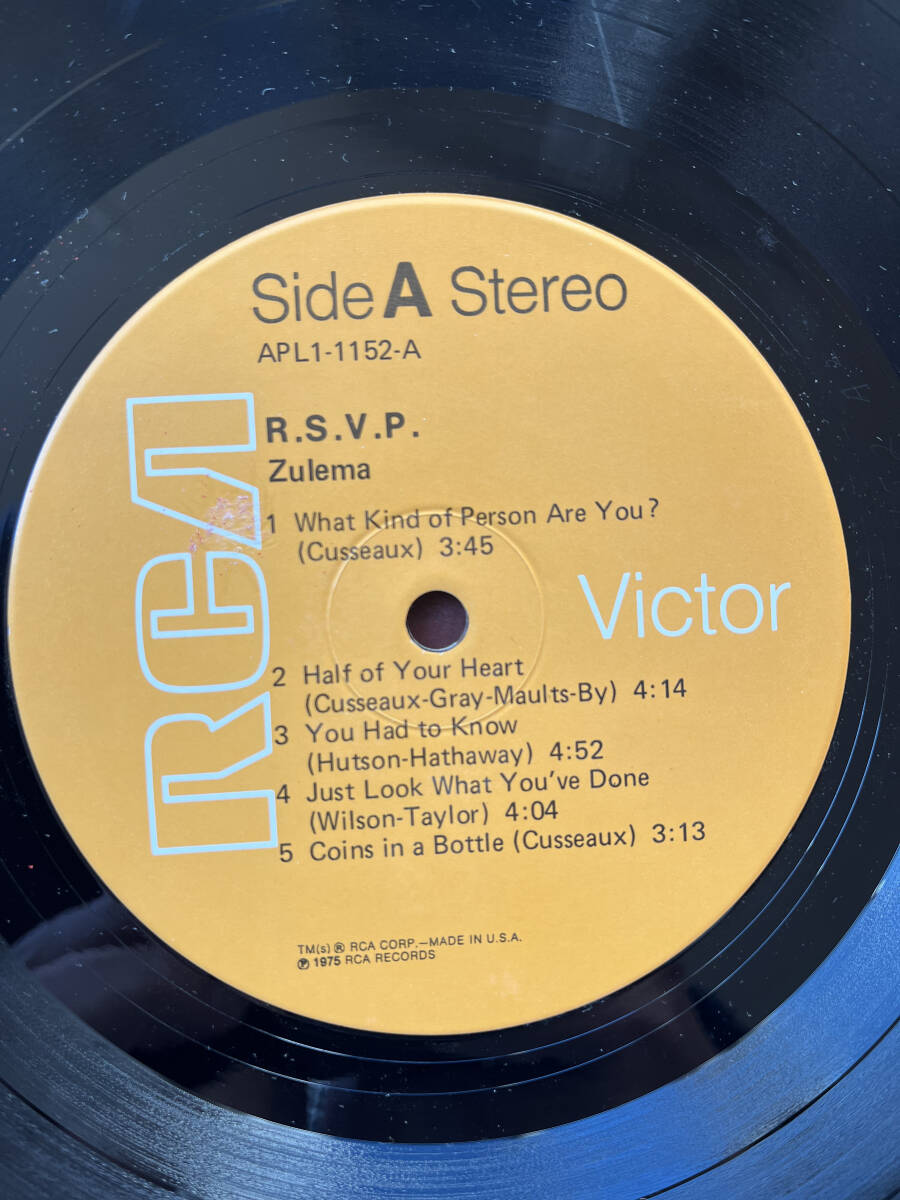 Side A Stereo
APL1-1152-A
R.S.V.P.
Zulema
1 What Kind of Person Are You?
(Cusseaux) 3:45
RCA
Victor
2 Half of Your Heart
(Cusseaux-Gray-Maults-By) 4:14
3 You Had to Know
(Hutson-Hathaway) 4:52
4 Just Look What You've Done
(Wilson-Taylor) 4:04
5 Coins in a Bottle (Cusseaux) 3:13
TM(s) ® RCA CORP.—MADE IN U.S.A.
℗ 1975 RCA RECORDS
A